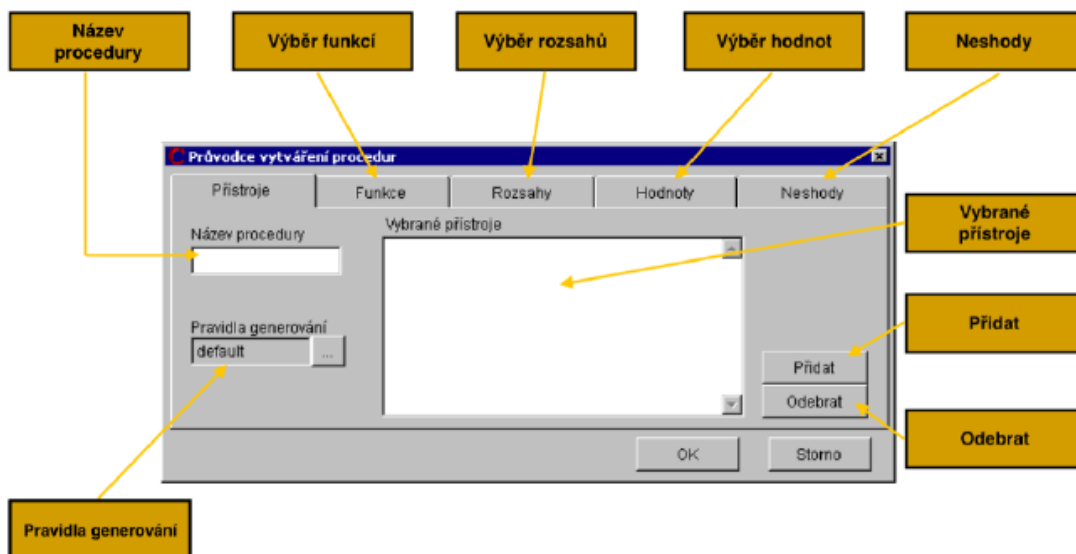 Název
procedury
Výběr funkcí
Výběr rozsahů
Výběr hodnot
Neshody
Průvodce vytváření procedur
Přístroje
Funkce
Rozsahy
Hodnoty
Neshody
Název procedury
Vybrané přístroje
Vybrané
přístroje
Pravidla generování
default
...
Přidat
Přidat
Odebrat
Odebrat
OK
Storno
Pravidla generování